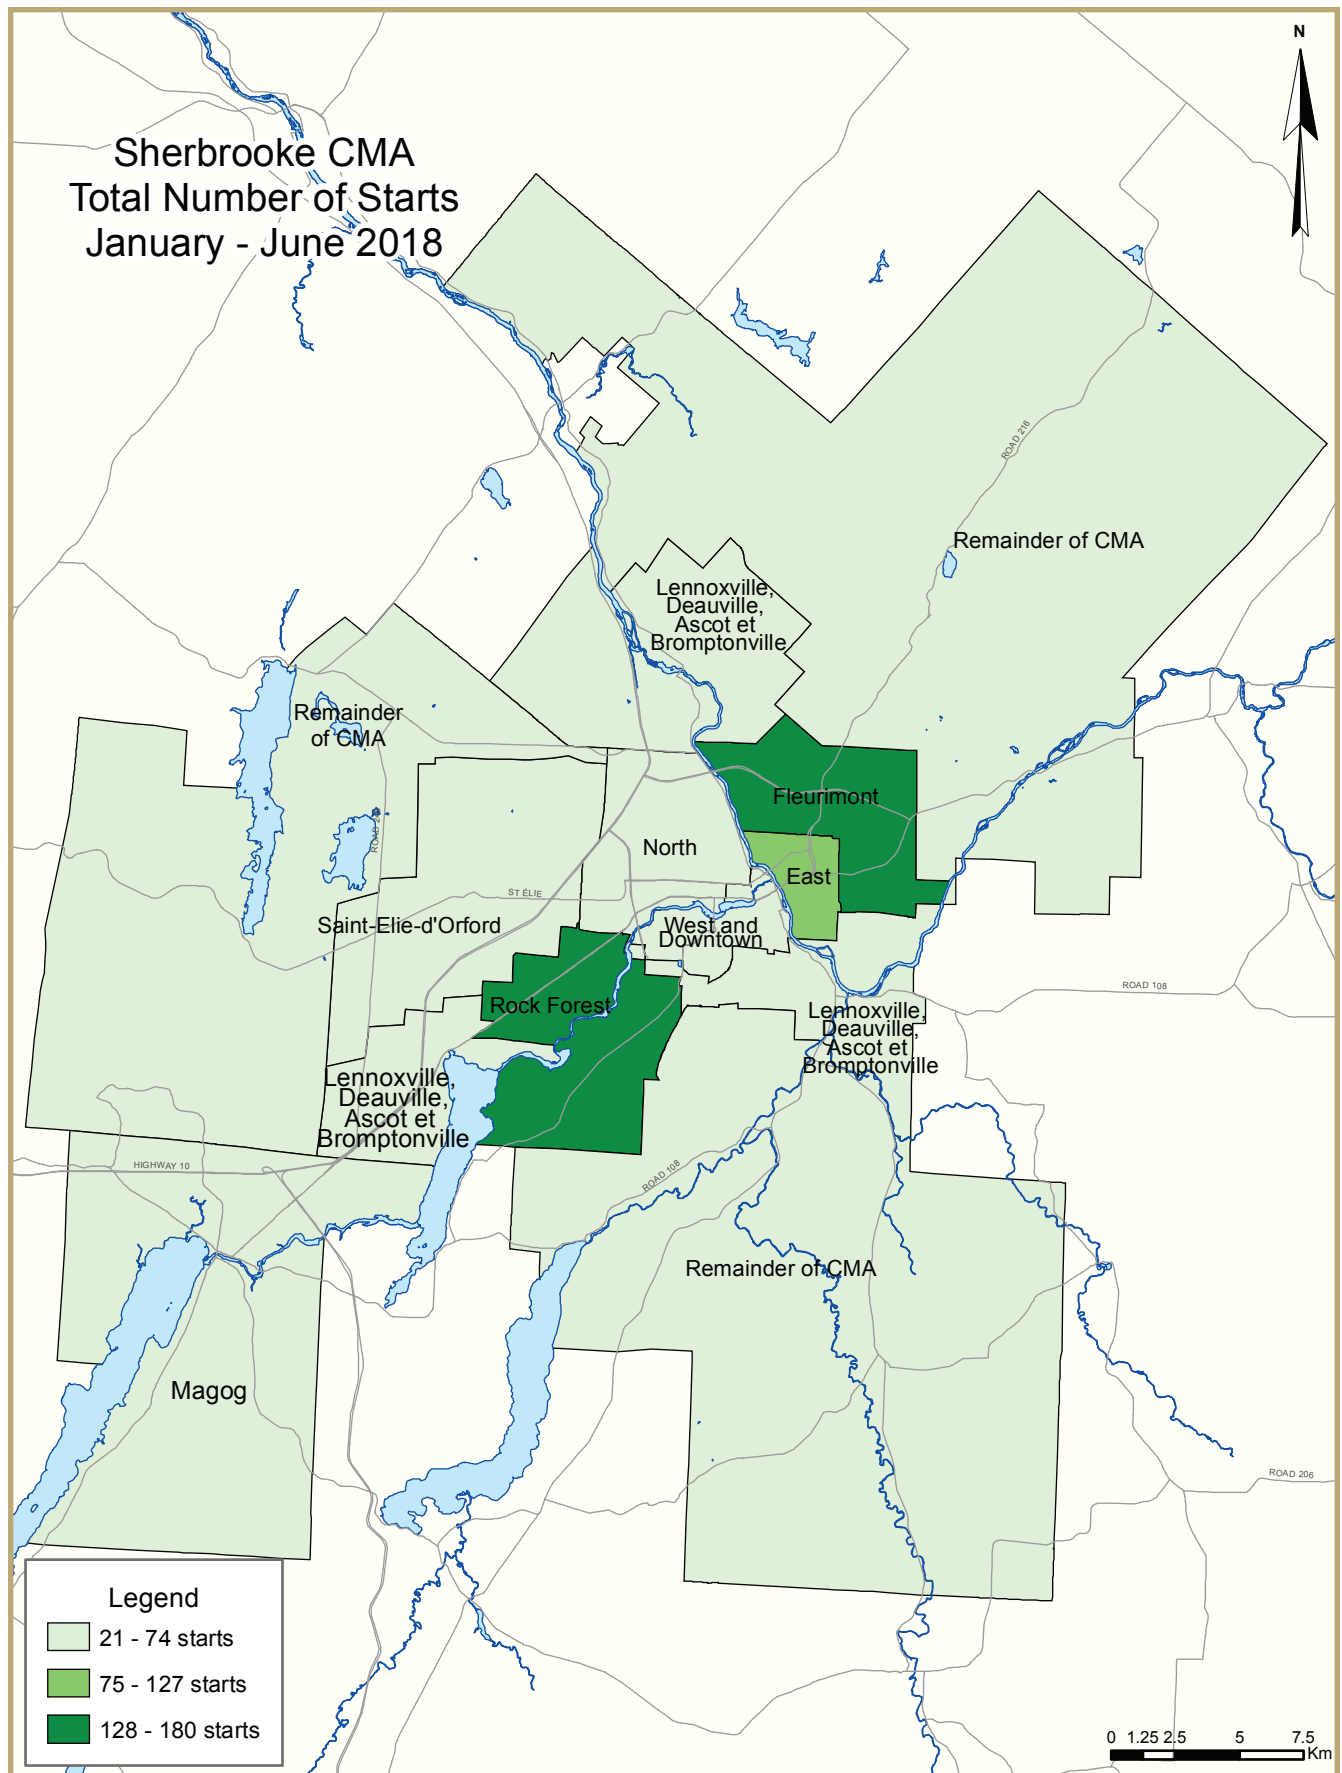 N
Sherbrooke CMA
Total Number of Starts
January - June 2018
ROAD 216
Remainder of CMA
Lennoxville,
Deauville,
Ascot et
Bromptonville
Remainder
of CMA
Fleurimont
ROAD
North
East
ST ÉLIE
Saint-Elie-d'Orford
West and
Downtown
ROAD 108
Rock Forest
Lennoxville,
Deauville,
Ascot et
Bromptonville
Lennoxville,
Deauville,
Ascot et
Bromptonville
HIGHWAY 10
ROAD 108
Remainder of CMA
Magog
ROAD 206
Legend
21 - 74 starts
75 - 127 starts
128 - 180 starts
0 1.25 2.5 5 7.5
Km